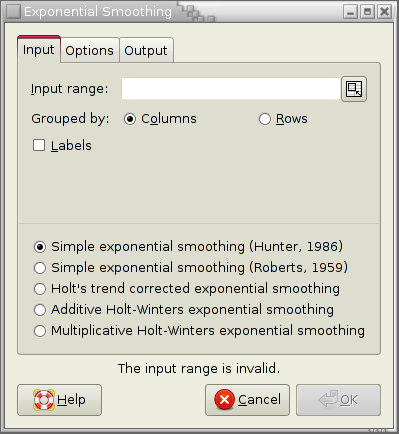 Exponential Smoothing
Input Options Output
Input range:
Grouped by: Columns Rows
Labels
Simple exponential smoothing (Hunter, 1986)
Simple exponential smoothing (Roberts, 1959)
Holt's trend corrected exponential smoothing
Additive Holt-Winters exponential smoothing
Multiplicative Holt-Winters exponential smoothing
The input range is invalid.
Help Cancel OK